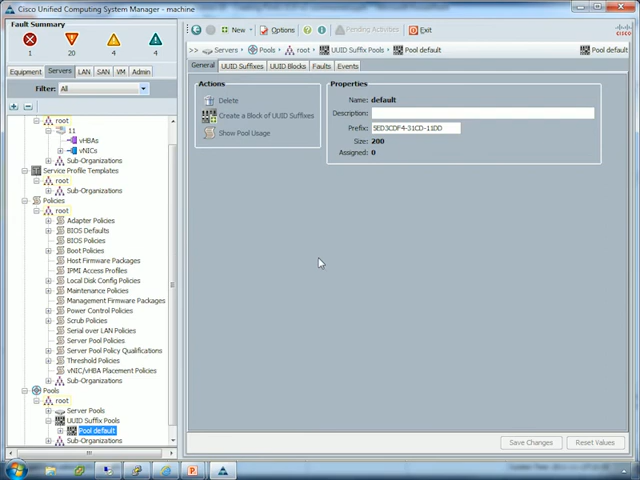 Cisco Unified Computing System Manager - machine
Fault Summary
1 20 4 4
New Options Pending Activities Exit
cisco
>> Servers Pools root UUID Suffix Pools Pool default Pool default
Equipment Servers LAN SAN VM Admin
General UUID Suffixes UUID Blocks Faults Events
Filter: All
Actions
Delete
Create a Block of UUID Suffixes
Show Pool Usage
Properties
Name: default
Description:
Prefix: 5ED3CDF4-31CD-11DD
Size: 200
Assigned: 0
root
11
vHBAs
vNICs
Sub-Organizations
Service Profile Templates
root
Sub-Organizations
Policies
root
Adapter Policies
BIOS Defaults
BIOS Policies
Boot Policies
Host Firmware Packages
IPMI Access Profiles
Local Disk Config Policies
Maintenance Policies
Management Firmware Packages
Power Control Policies
Scrub Policies
Serial over LAN Policies
Server Pool Policies
Server Pool Policy Qualifications
Threshold Policies
vNIC/vHBA Placement Policies
Sub-Organizations
Pools
root
Server Pools
UUID Suffix Pools
Pool default
Sub-Organizations
Save Changes Reset Values